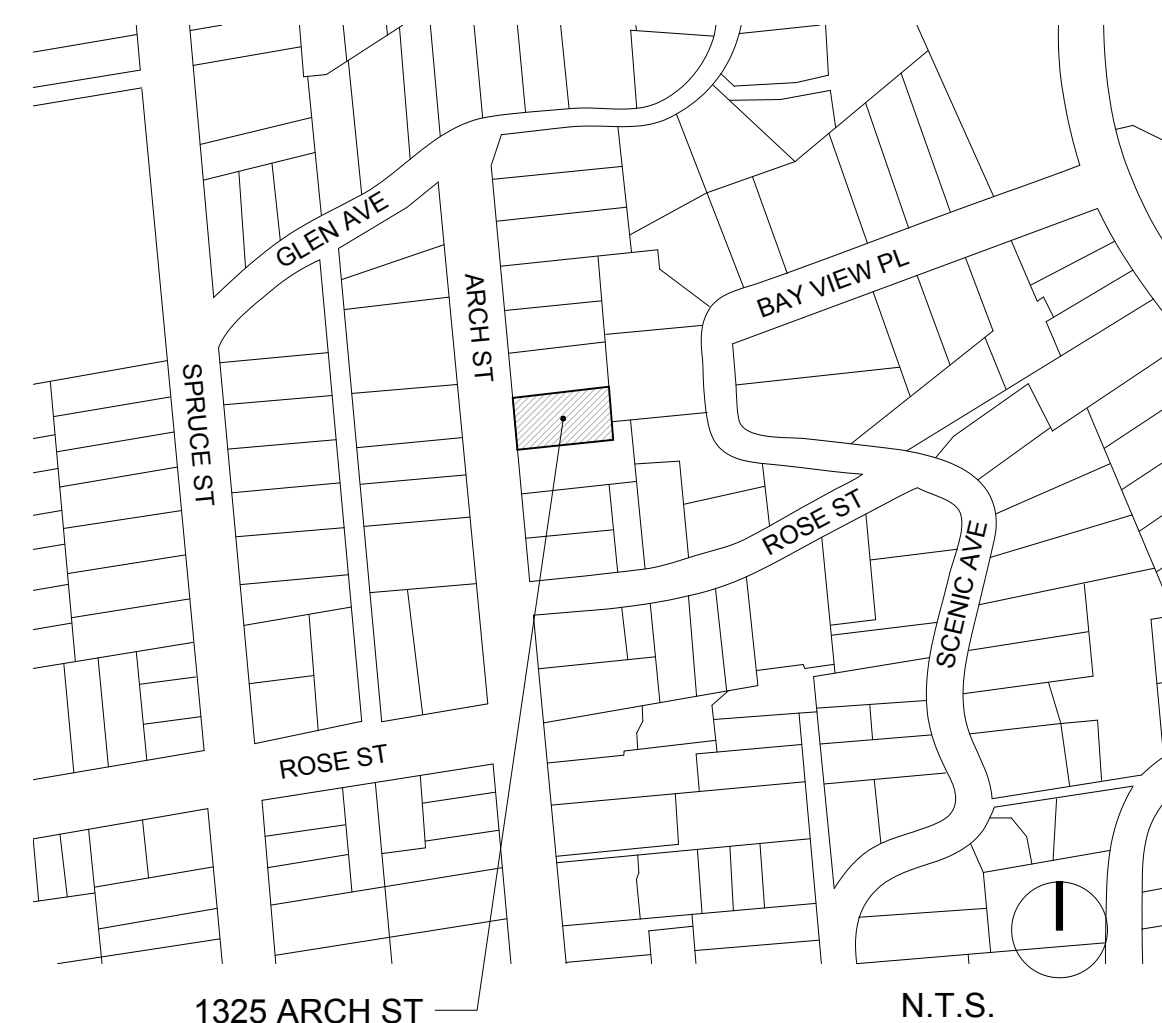 GLEN AVE
BAY VIEW PL
ARCH ST
SPRUCE ST
ROSE ST
SCENIC AVE
ROSE ST
1325 ARCH ST
N.T.S.